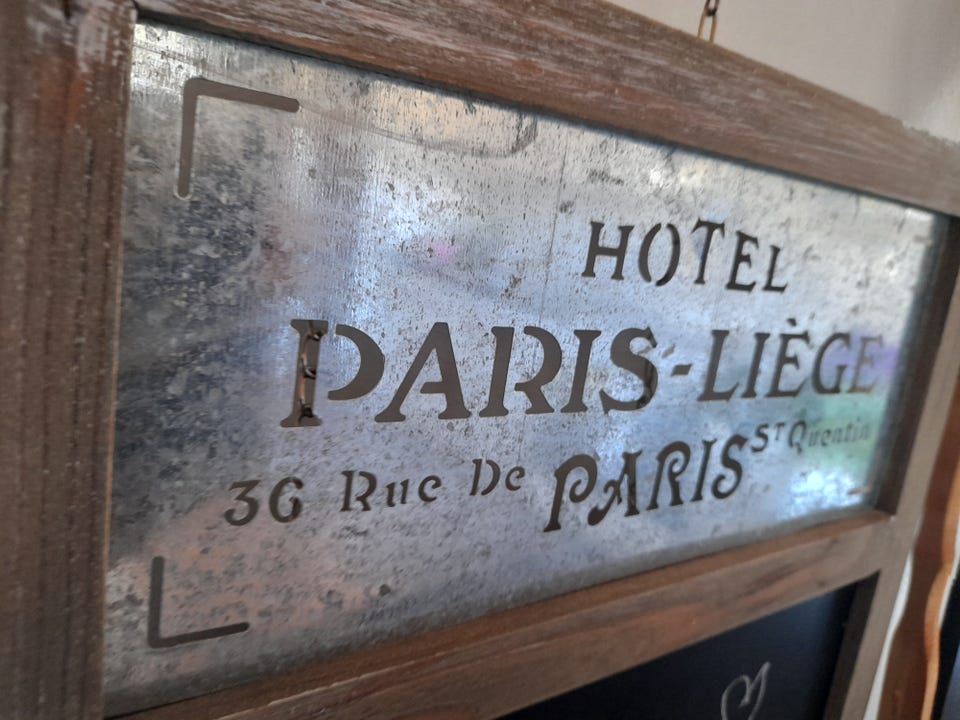 HOTEL
PARIS-LIÈGE
36 Rue De PARIS St Quentin